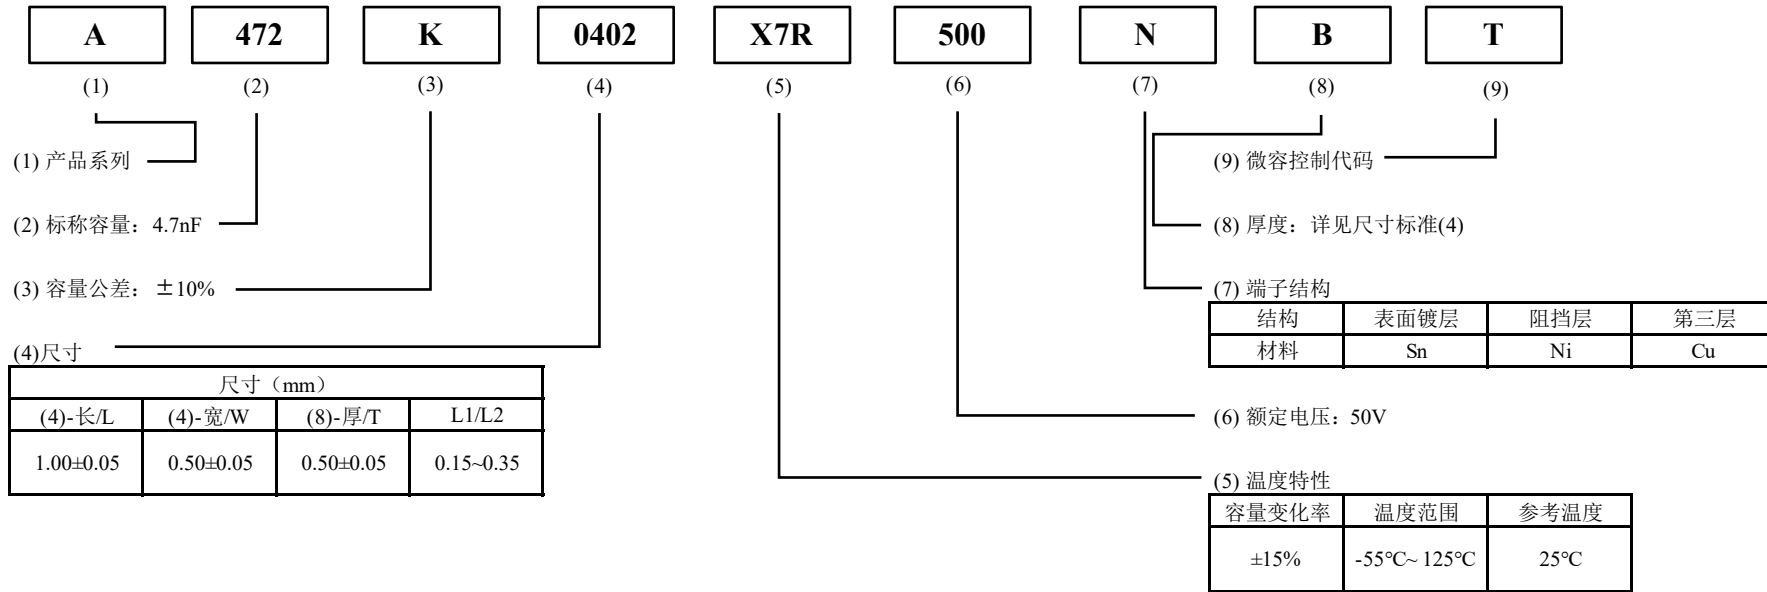 A 472 K 0402 X7R 500 N B T
(1) (2) (3) (4) (5) (6) (7) (8) (9)
(1) 产品系列
(9) 微容控制代码
(2) 标称容量：4.7nF
(8) 厚度：详见尺寸标准(4)
(3) 容量公差：±10%
(7) 端子结构
结构 表面镀层 阻挡层 第三层
材料 Sn Ni Cu
(4)尺寸
尺寸（mm）
(4)-长/L (4)-宽/W (8)-厚/T L1/L2
1.00±0.05 0.50±0.05 0.50±0.05 0.15~0.35
(6) 额定电压：50V
(5) 温度特性
容量变化率 温度范围 参考温度
±15% -55℃~ 125℃ 25℃